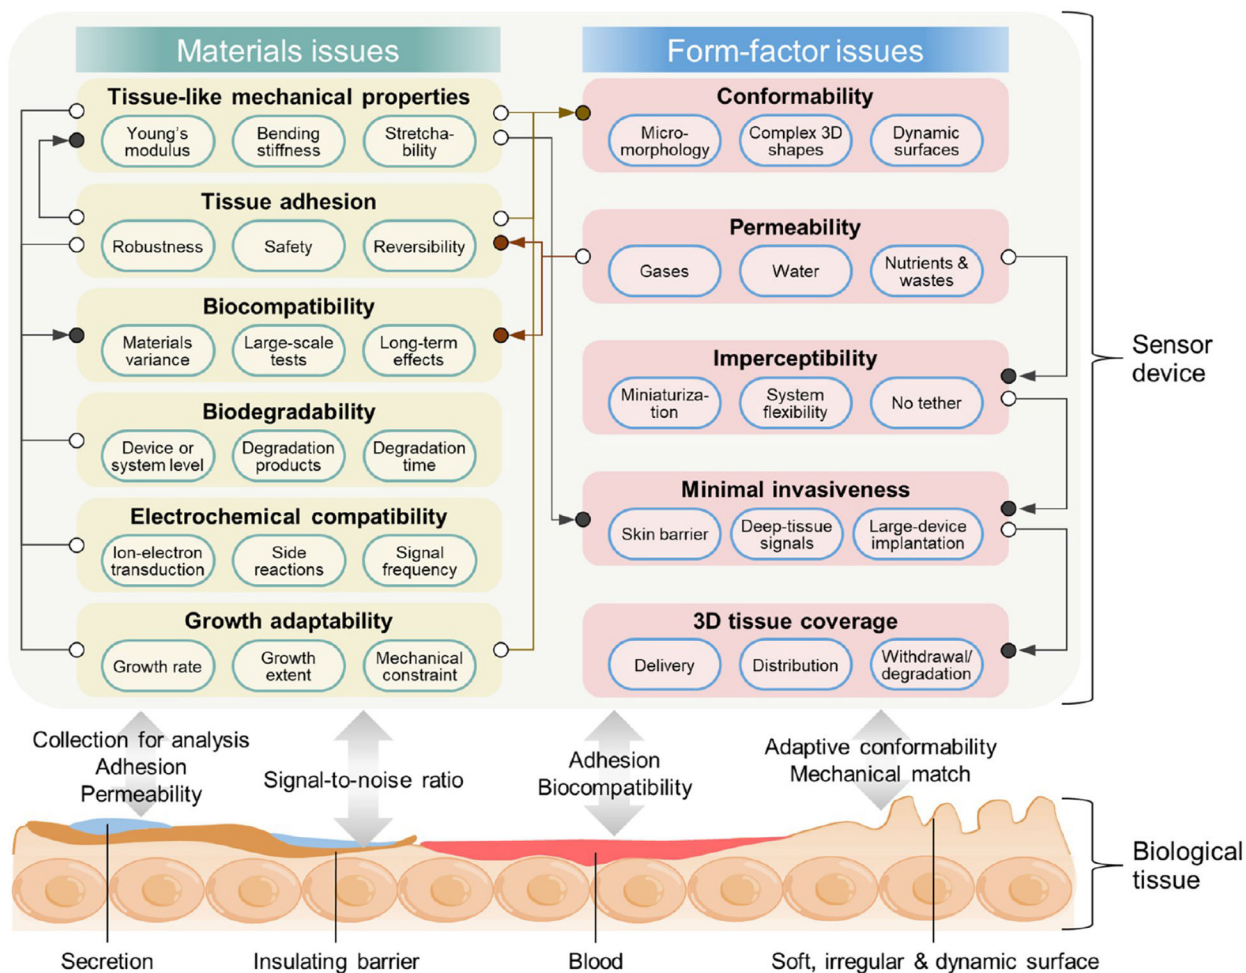 Materials issues
Tissue-like mechanical properties
Young's
modulus
Bending
stiffness
Stretcha-
bility
Tissue adhesion
Robustness
Safety
Reversibility
Biocompatibility
Materials
variance
Large-scale
tests
Long-term
effects
Biodegradability
Device or
system level
Degradation
products
Degradation
time
Electrochemical compatibility
Ion-electron
transduction
Side
reactions
Signal
frequency
Growth adaptability
Growth rate
Growth
extent
Mechanical
constraint
Form-factor issues
Conformability
Micro-
morphology
Complex 3D
shapes
Dynamic
surfaces
Permeability
Gases
Water
Nutrients &
wastes
Imperceptibility
Miniaturiza-
tion
System
flexibility
No tether
Minimal invasiveness
Skin barrier
Deep-tissue
signals
Large-device
implantation
3D tissue coverage
Delivery
Distribution
Withdrawal/
degradation
Sensor
device
Collection for analysis
Adhesion
Permeability
Signal-to-noise ratio
Adhesion
Biocompatibility
Adaptive conformability
Mechanical match
Biological
tissue
Secretion
Insulating barrier
Blood
Soft, irregular & dynamic surface